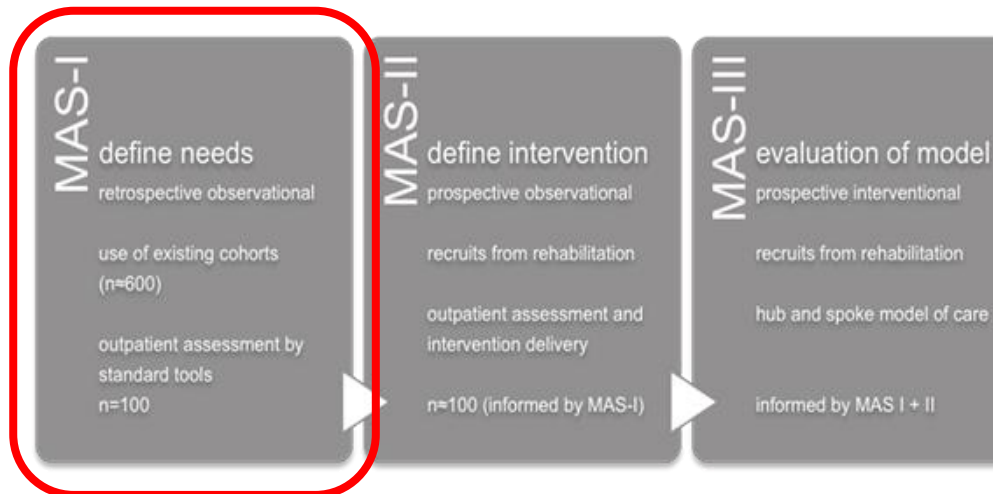 MAS-I
define needs
retrospective observational
use of existing cohorts
(n≈600)
outpatient assessment by
standard tools
n=100
MAS-II
define intervention
prospective observational
recruits from rehabilitation
outpatient assessment and
intervention delivery
n≈100 (informed by MAS-I)
MAS-III
evaluation of model
prospective interventional
recruits from rehabilitation
hub and spoke model of care
informed by MAS I + II